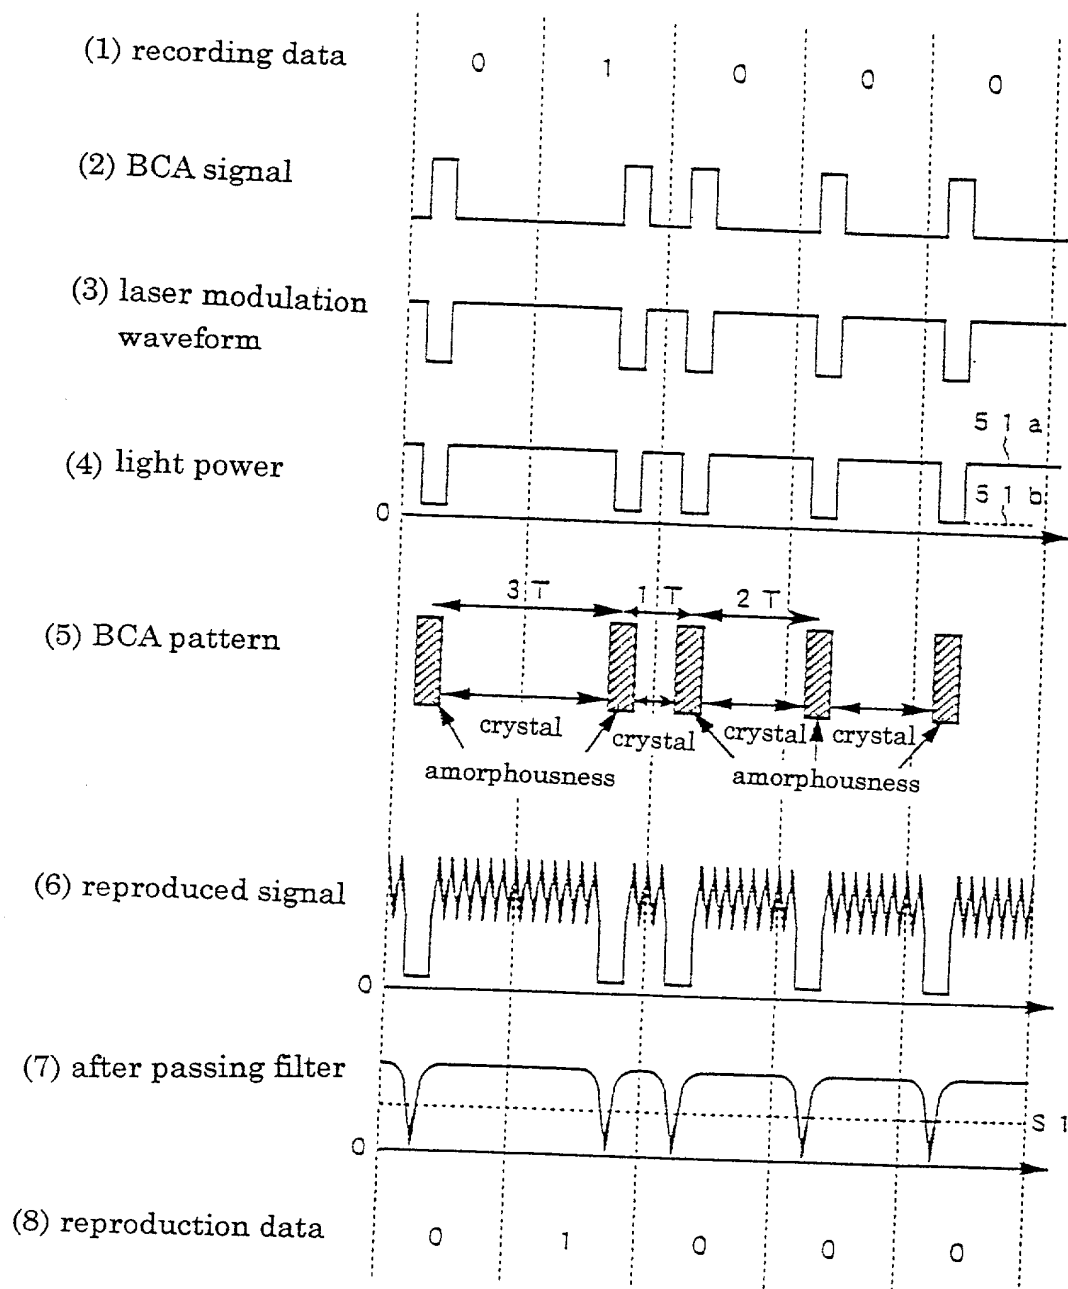 (1) recording data
0 1 0 0 0
(2) BCA signal
(3) laser modulation
waveform
(4) light power
51a
51b
0
(5) BCA pattern
3T 1T 2T
crystal crystal crystal crystal
amorphousness amorphousness
(6) reproduced signal
0
(7) after passing filter
S1
0
(8) reproduction data
0 1 0 0 0